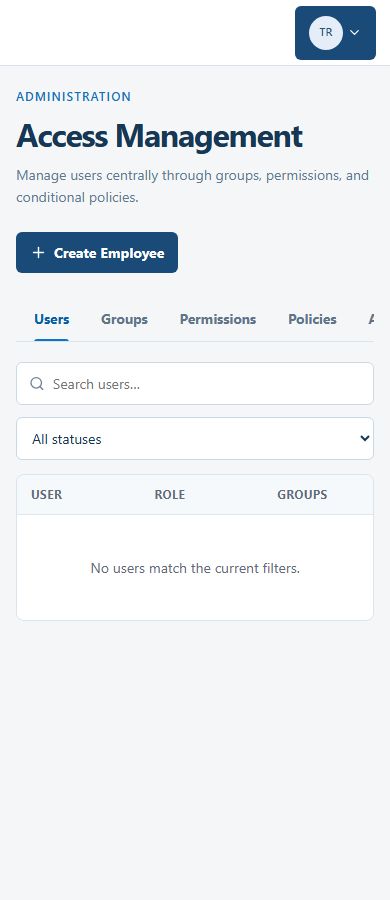 TR
ADMINISTRATION
Access Management
Manage users centrally through groups, permissions, and
conditional policies.
Create Employee
Users Groups Permissions Policies
Search users...
All statuses
USER ROLE GROUPS
No users match the current filters.